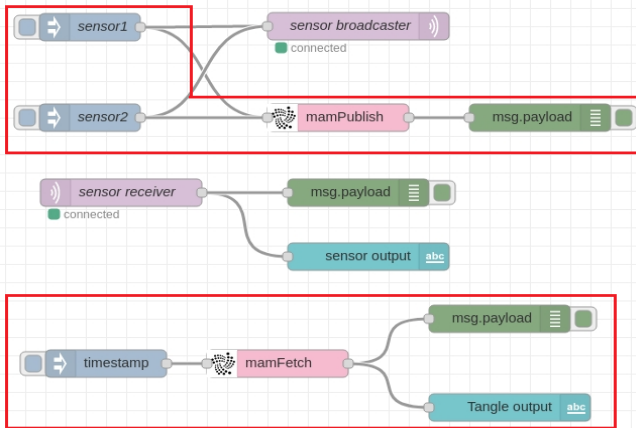 sensor1
sensor broadcaster
connected
sensor2
mamPublish
msg.payload
sensor receiver
msg.payload
connected
sensor output
abc
msg.payload
timestamp
mamFetch
Tangle output
abc